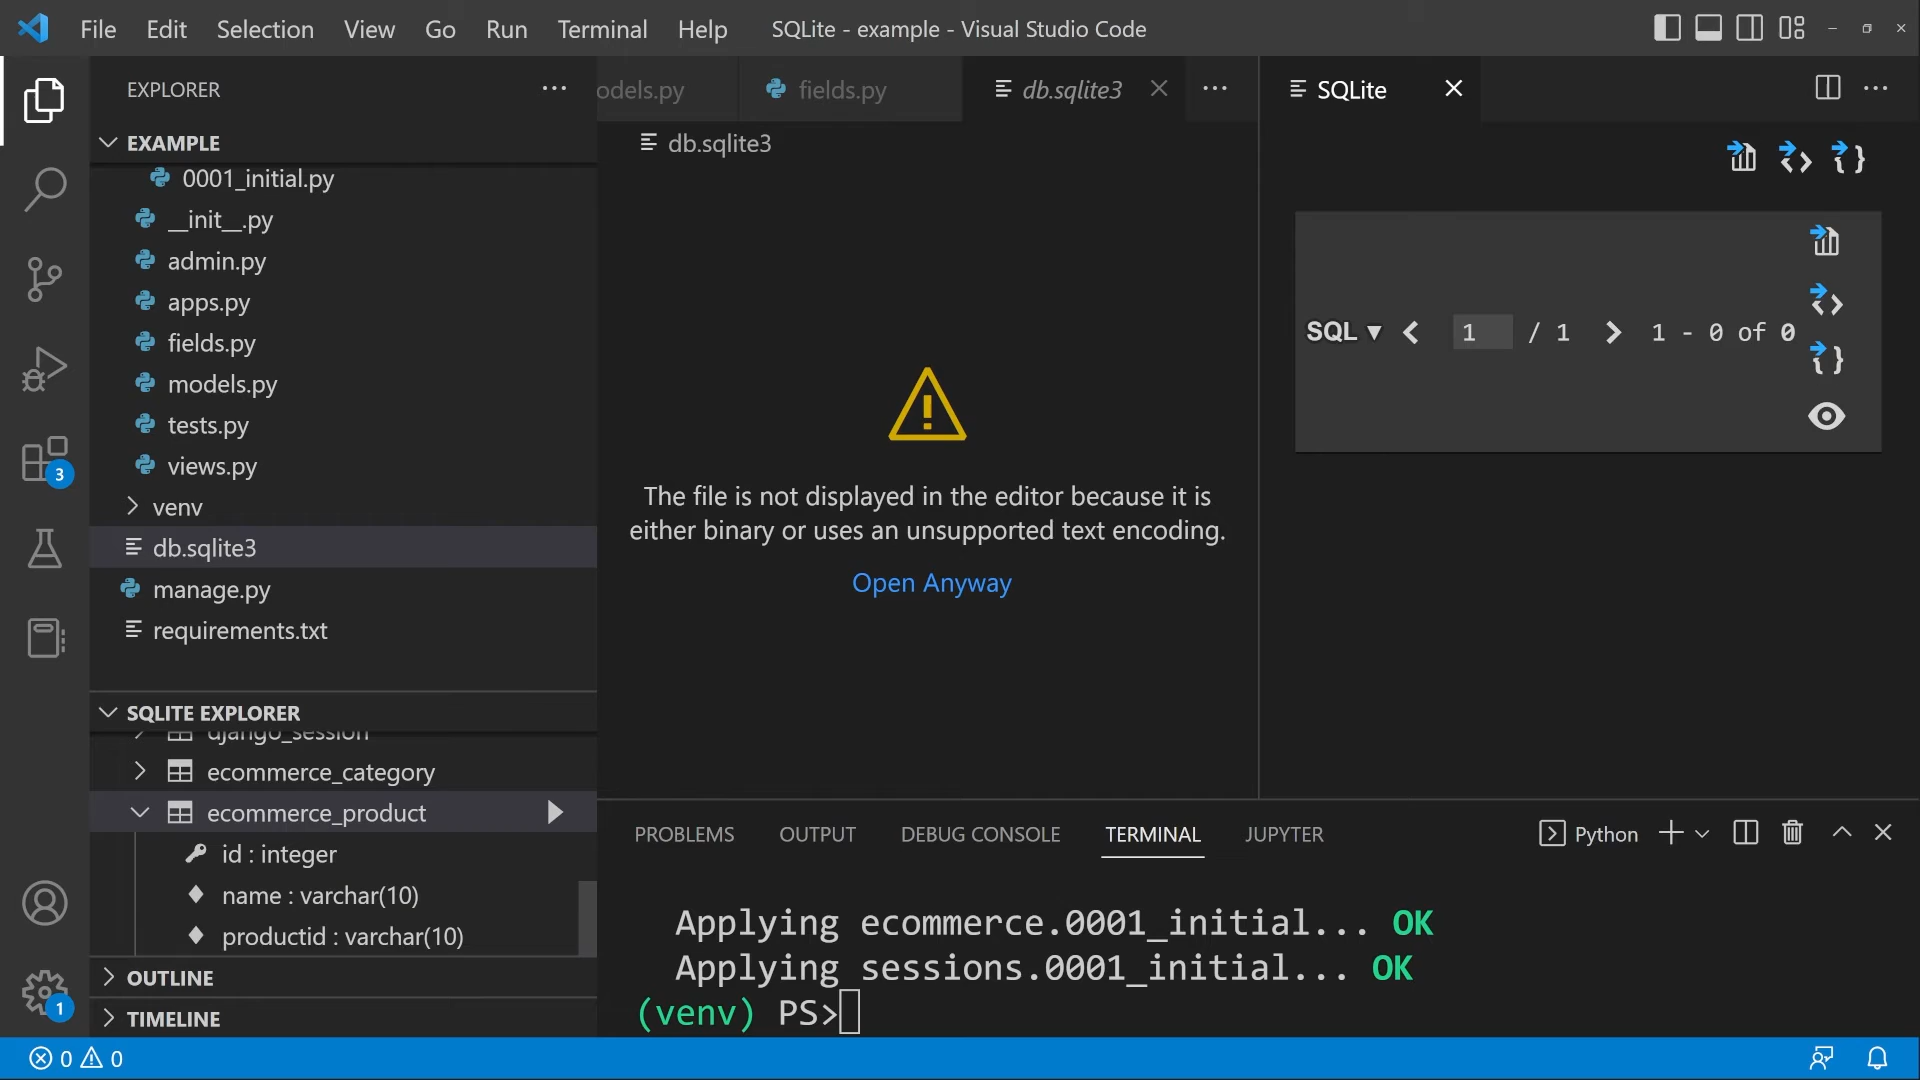 File Edit Selection View Go Run Terminal Help SQLite - example - Visual Studio Code
EXPLORER
EXAMPLE
0001_initial.py
__init__.py
admin.py
apps.py
fields.py
models.py
tests.py
views.py
venv
db.sqlite3
manage.py
requirements.txt
SQLITE EXPLORER
django_session
ecommerce_category
ecommerce_product
id : integer
name : varchar(10)
productid : varchar(10)
OUTLINE
TIMELINE
3
1
odels.py fields.py db.sqlite3
db.sqlite3
The file is not displayed in the editor because it is
either binary or uses an unsupported text encoding.
Open Anyway
SQLite
SQL ▼ 1 / 1 1 - 0 of 0
PROBLEMS OUTPUT DEBUG CONSOLE TERMINAL JUPYTER Python
Applying ecommerce.0001_initial... OK
Applying sessions.0001_initial... OK
(venv) PS>
0 0